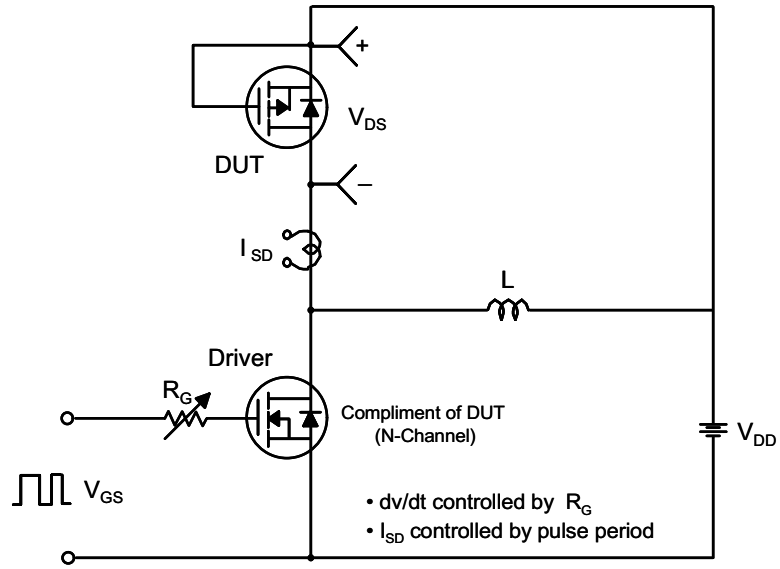 +
V_DS
DUT
–
I_SD
L
Driver
R_G
Compliment of DUT
(N-Channel)
V_DD
V_GS
• dv/dt controlled by R_G
• I_SD controlled by pulse period